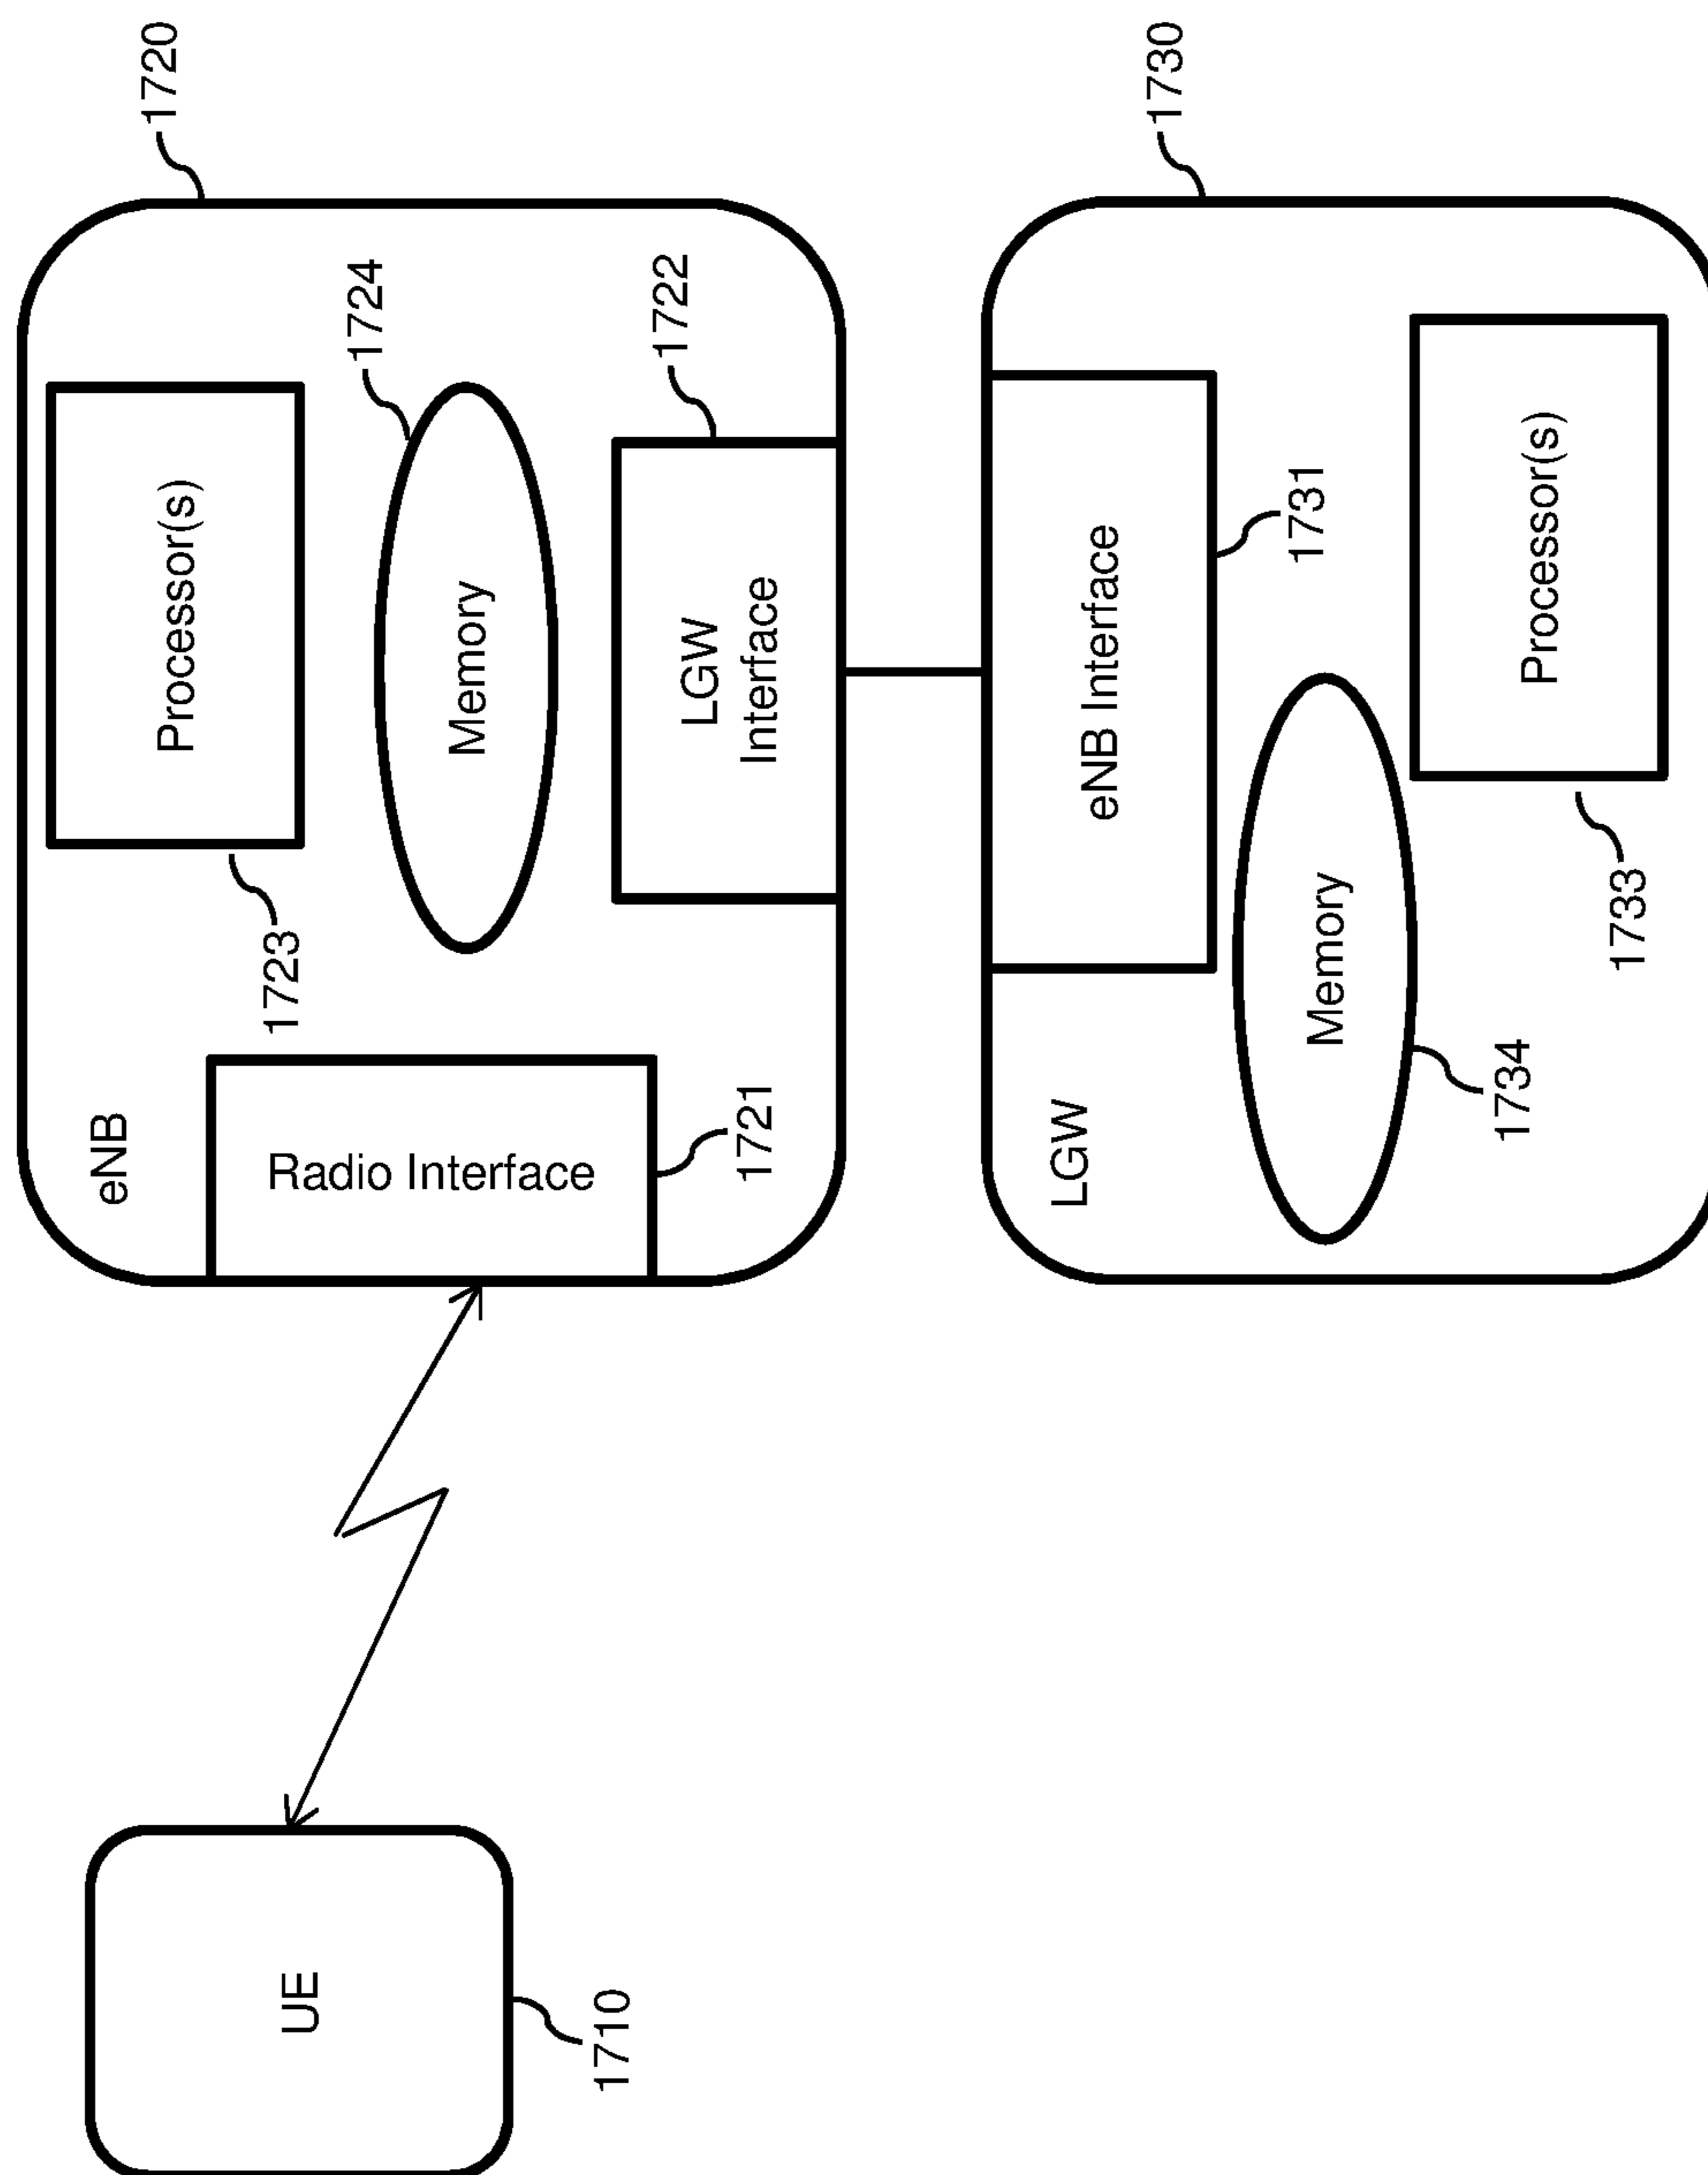 eNB
1720
Processor(s)
1723
UE
1710
Radio Interface
1721
Memory
1724
LGW
Interface
1722
LGW
1730
eNB Interface
1731
Memory
1734
Processor(s)
1733